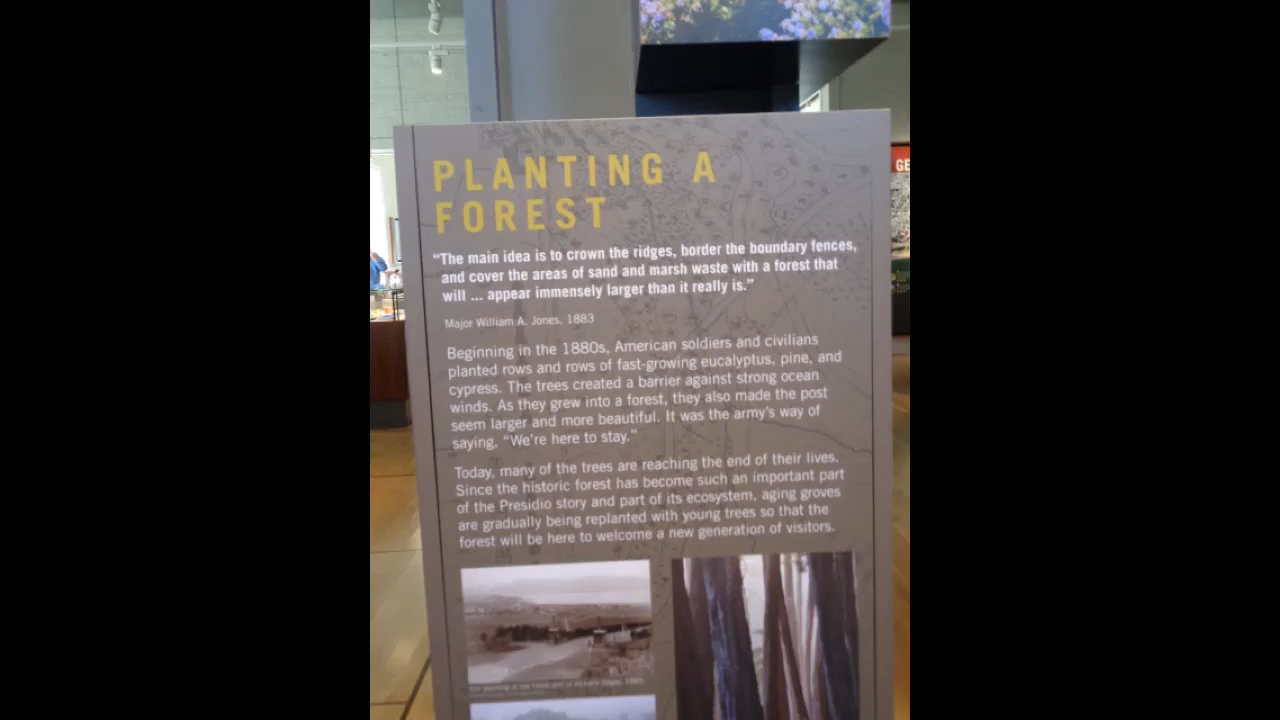 PLANTING A
FOREST
"The main idea is to crown the ridges, border the boundary fences,
and cover the areas of sand and marsh waste with a forest that
will ... appear immensely larger than it really is."
Major William A. Jones, 1883
Beginning in the 1880s, American soldiers and civilians
planted rows and rows of fast-growing eucalyptus, pine, and
cypress. The trees created a barrier against strong ocean
winds. As they grew into a forest, they also made the post
seem larger and more beautiful. It was the army's way of
saying, "We're here to stay."
Today, many of the trees are reaching the end of their lives.
Since the historic forest has become such an important part
of the Presidio story and part of its ecosystem, aging groves
are gradually being replanted with young trees so that the
forest will be here to welcome a new generation of visitors.
GE